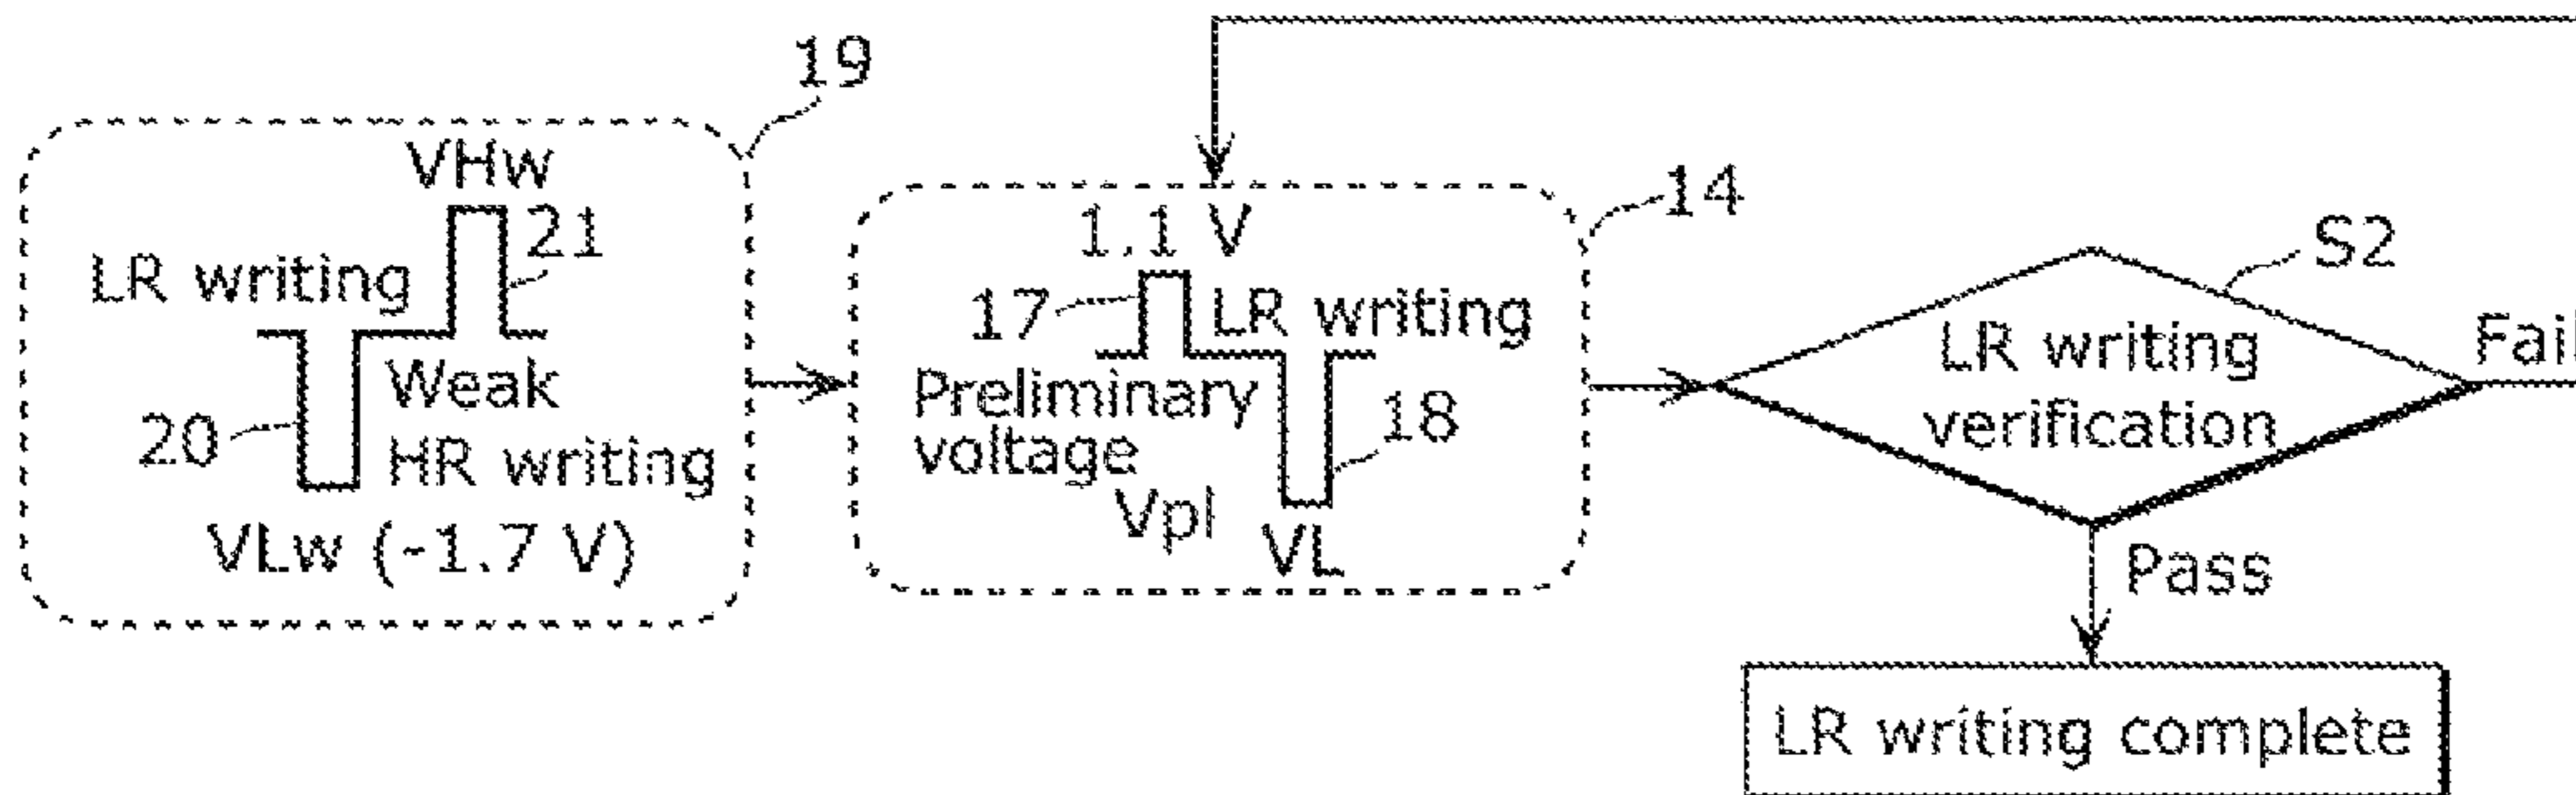 19
VHw
21
LR writing
Weak
20
HR writing
VLw (-1.7 V)
14
1.1 V
17
LR writing
Preliminary
voltage
18
Vpl
VL
S2
LR writing
verification
Fail
Pass
LR writing complete